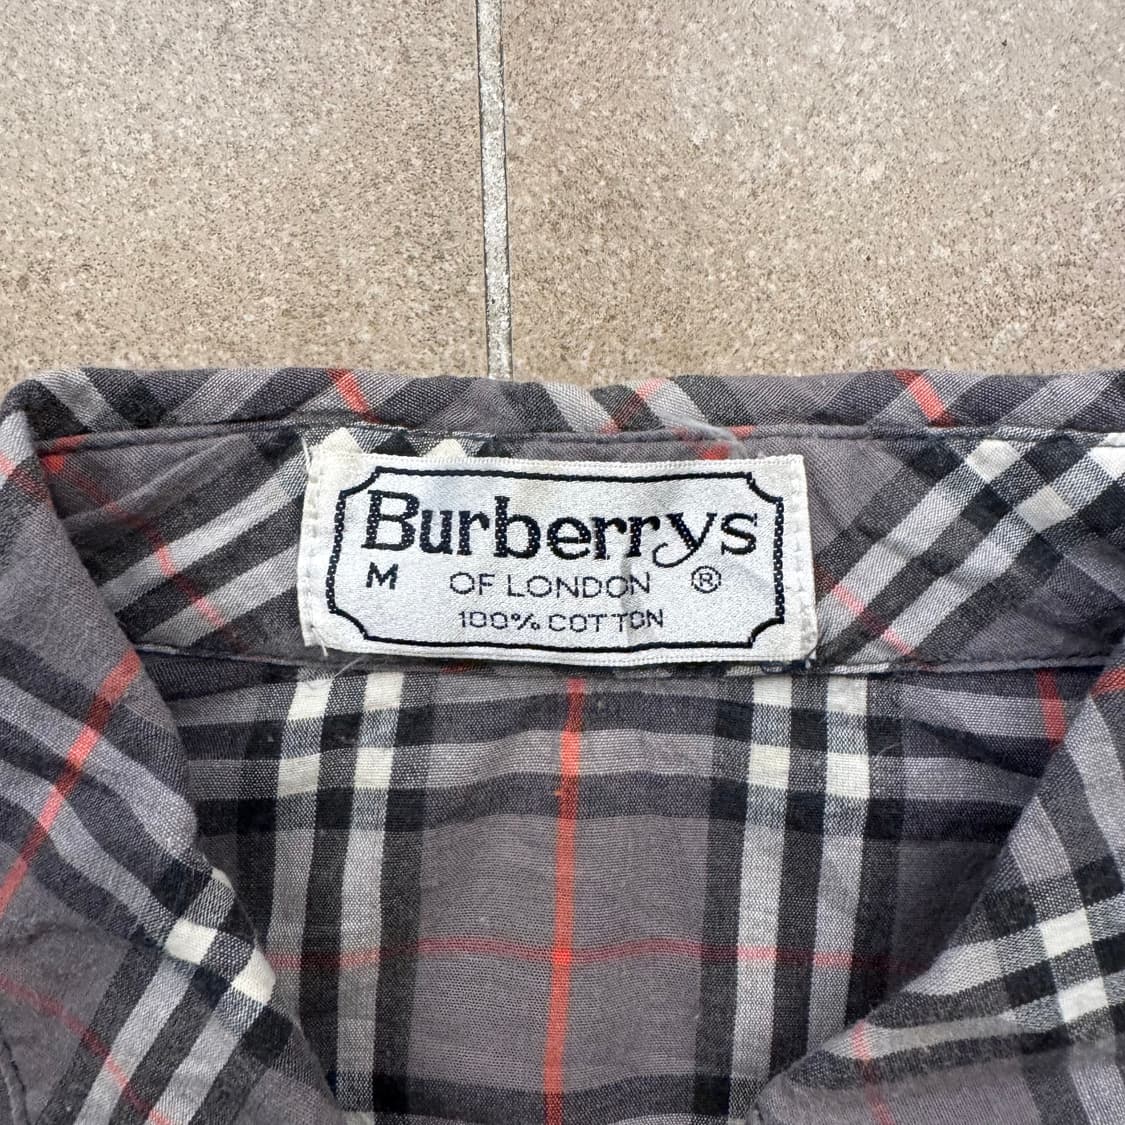 Burberrys
M OF LONDON ®
100% COTTON